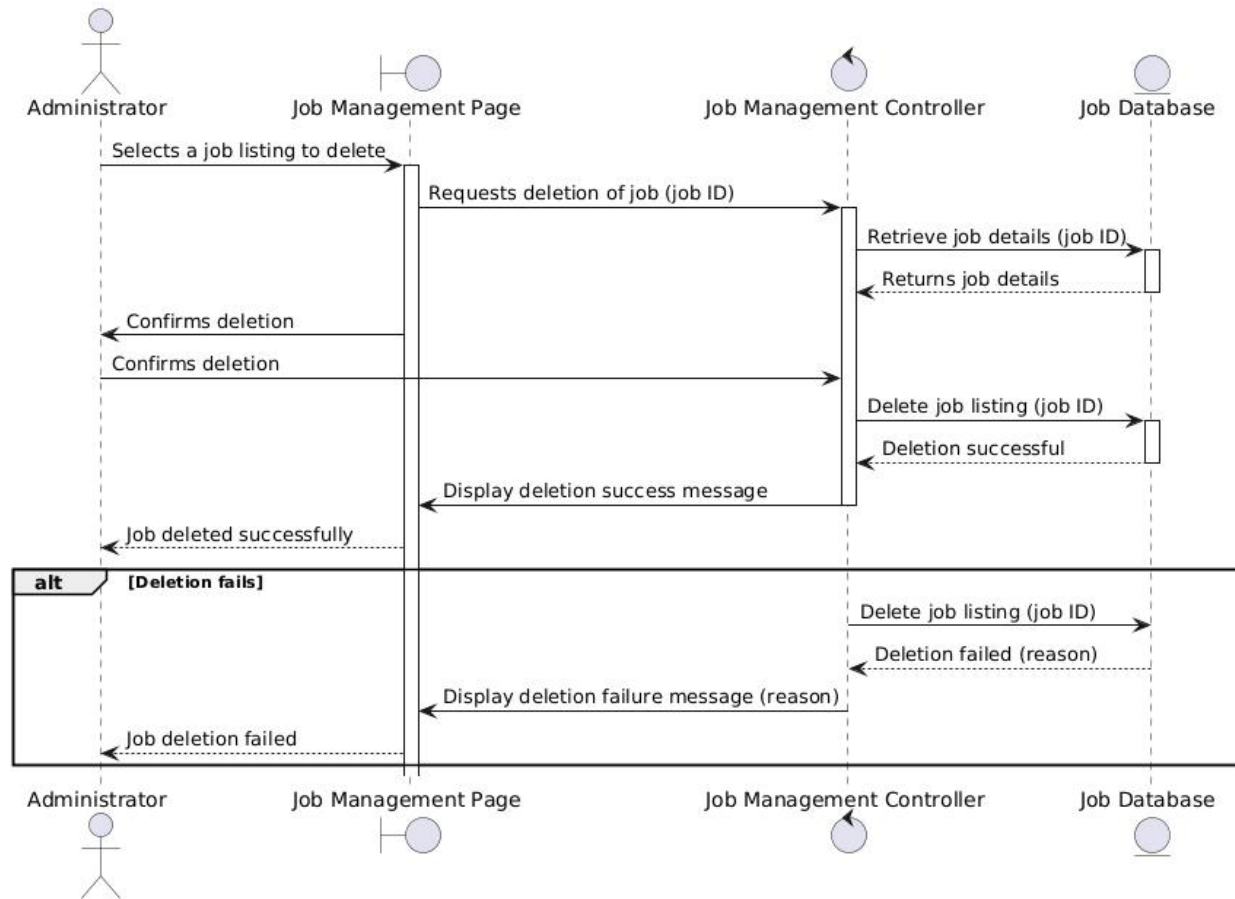 Administrator
Job Management Page
Job Management Controller
Job Database
Selects a job listing to delete
Requests deletion of job (job ID)
Retrieve job details (job ID)
Returns job details
Confirms deletion
Confirms deletion
Delete job listing (job ID)
Deletion successful
Display deletion success message
Job deleted successfully
alt [Deletion fails]
Delete job listing (job ID)
Deletion failed (reason)
Display deletion failure message (reason)
Job deletion failed
Administrator
Job Management Page
Job Management Controller
Job Database